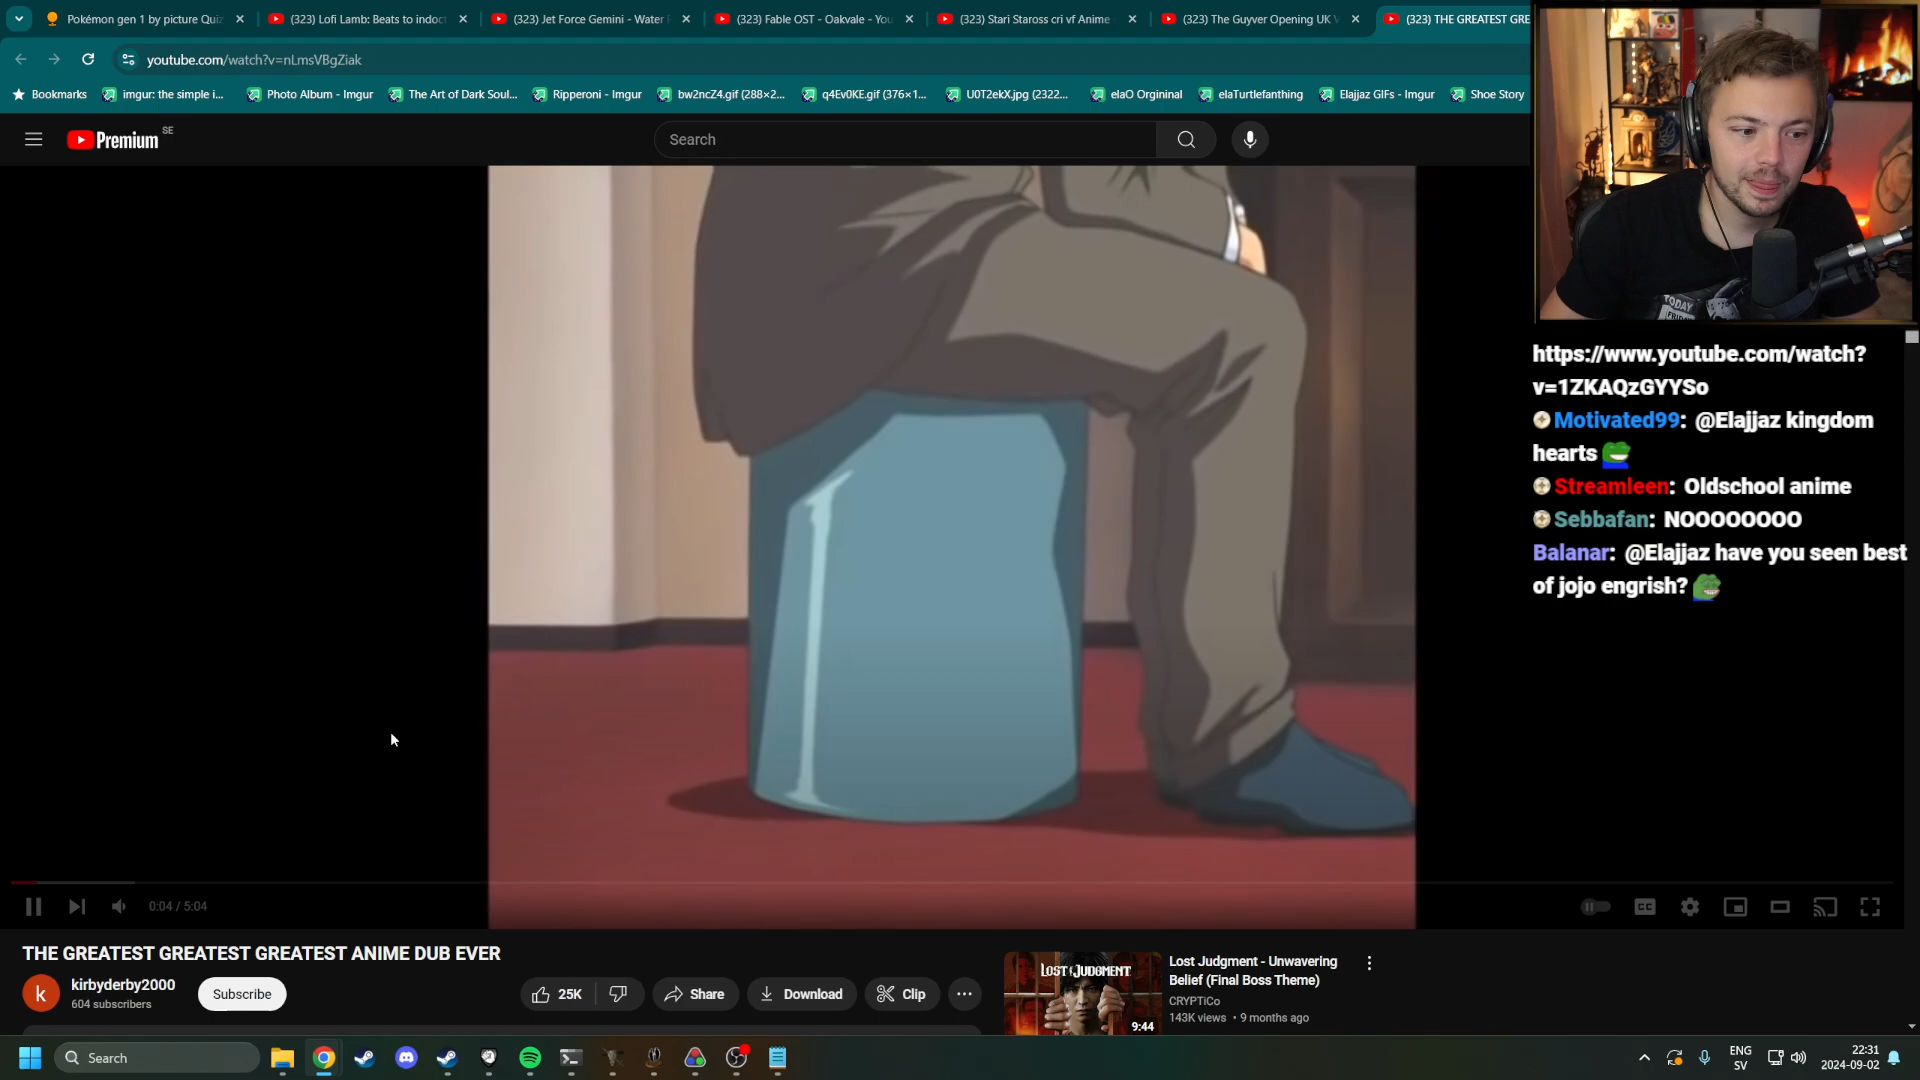 Pokémon gen 1 by picture Quiz
(323) Lofi Lamb: Beats to indoct
(323) Jet Force Gemini - Water
(323) Fable OST - Oakvale - You
(323) Stari Staross cri vf Anime
(323) The Guyver Opening UK V
(323) THE GREATEST GRE
youtube.com/watch?v=nLmsVBgZiak
Bookmarks
imgur: the simple i...
Photo Album - Imgur
The Art of Dark Soul...
Ripperoni - Imgur
bw2ncZ4.gif (288×2...
q4Ev0KE.gif (376×1...
U0T2ekX.jpg (2322...
elaO Orgininal
elaTurtlefanthing
Elajjaz GIFs - Imgur
Shoe Story
Premium SE
Search
TODAY
https://www.youtube.com/watch?
v=1ZKAQzGYYSo
Motivated99: @Elajjaz kingdom
hearts
Streamleen: Oldschool anime
Sebbafan: NOOOOOOOO
Balanar: @Elajjaz have you seen best
of jojo engrish?
0:04 / 5:04
CC
THE GREATEST GREATEST GREATEST ANIME DUB EVER
k
kirbyderby2000
604 subscribers
Subscribe
25K
Share
Download
Clip
LOST JUDGMENT
9:44
Lost Judgment - Unwavering
Belief (Final Boss Theme)
CRYPTiCo
143K views • 9 months ago
Search
ENG
SV
22:31
2024-09-02